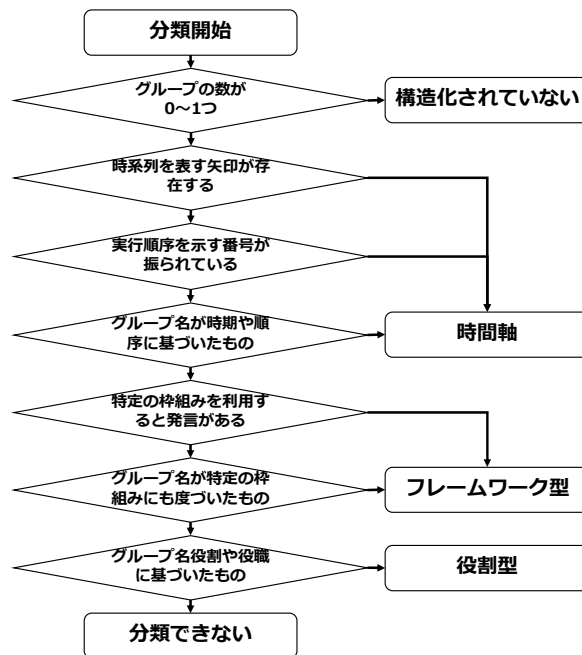 分類開始
グループの数が
0～1つ
構造化されていない
時系列を表す矢印が存
在する
実行順序を示す番号が
振られている
グループ名が時期や順
序に基づいたもの
時間軸
特定の枠組みを利用す
ると発言がある
グループ名が特定の枠
組みにも度づいたもの
フレームワーク型
グループ名役割や役職
に基づいたもの
役割型
分類できない